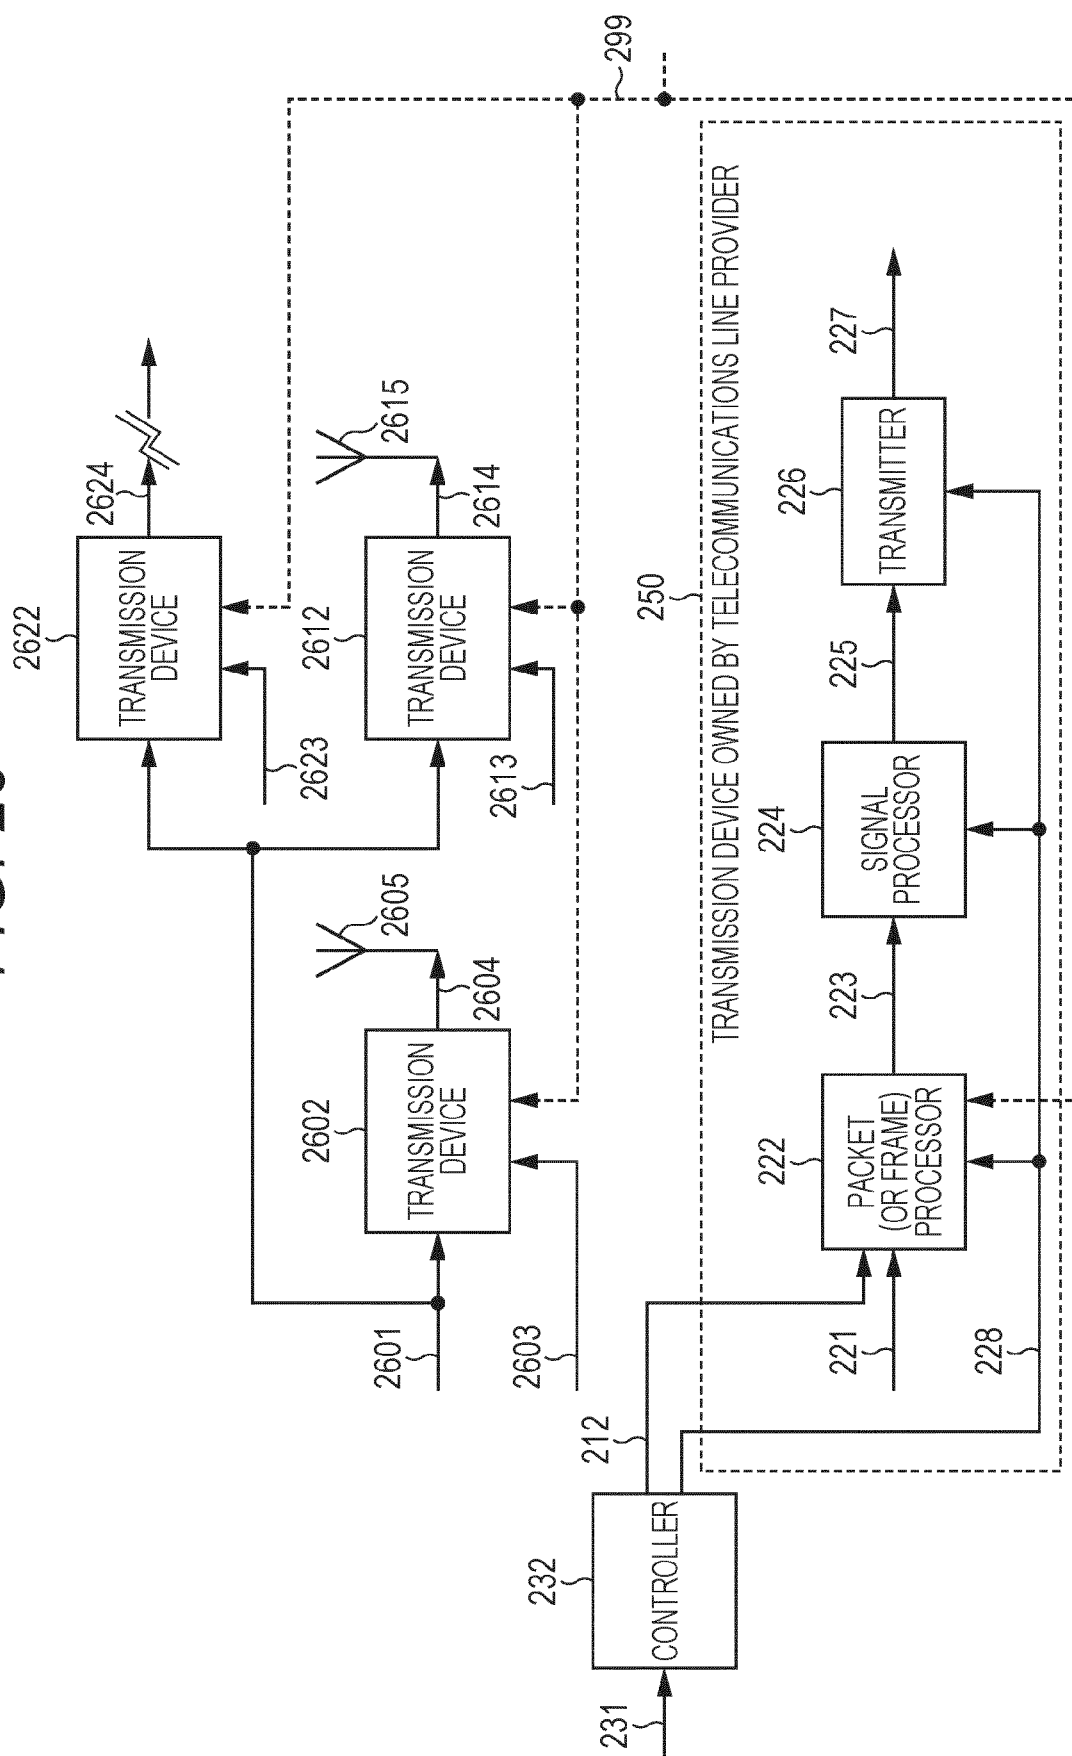 2622
2624
TRANSMISSION
DEVICE
2623
2602
2612
2601
2605
2615
TRANSMISSION
DEVICE
TRANSMISSION
DEVICE
2604
2614
2603
2613
232
212
299
231
CONTROLLER
250
TRANSMISSION DEVICE OWNED BY TELECOMMUNICATIONS LINE PROVIDER
222
224
226
221
223
225
227
PACKET
(OR FRAME)
PROCESSOR
SIGNAL
PROCESSOR
TRANSMITTER
228